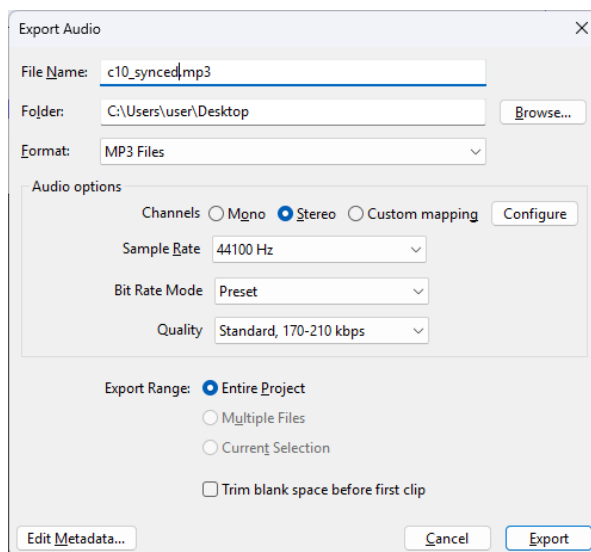 Export Audio
File Name: c10_synced.mp3
Folder: C:\Users\user\Desktop Browse...
Format: MP3 Files
Audio options
Channels Mono Stereo Custom mapping Configure
Sample Rate 44100 Hz
Bit Rate Mode Preset
Quality Standard, 170-210 kbps
Export Range: Entire Project
Multiple Files
Current Selection
Trim blank space before first clip
Edit Metadata... Cancel Export